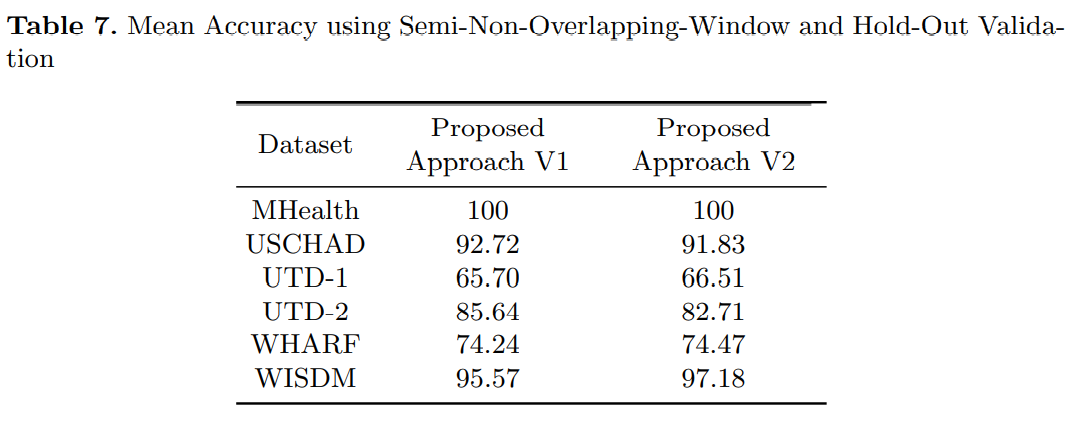 Table 7. Mean Accuracy using Semi-Non-Overlapping-Window and Hold-Out Valida-
tion
Dataset Proposed Approach V1 Proposed Approach V2
MHealth 100 100
USCHAD 92.72 91.83
UTD-1 65.70 66.51
UTD-2 85.64 82.71
WHARF 74.24 74.47
WISDM 95.57 97.18